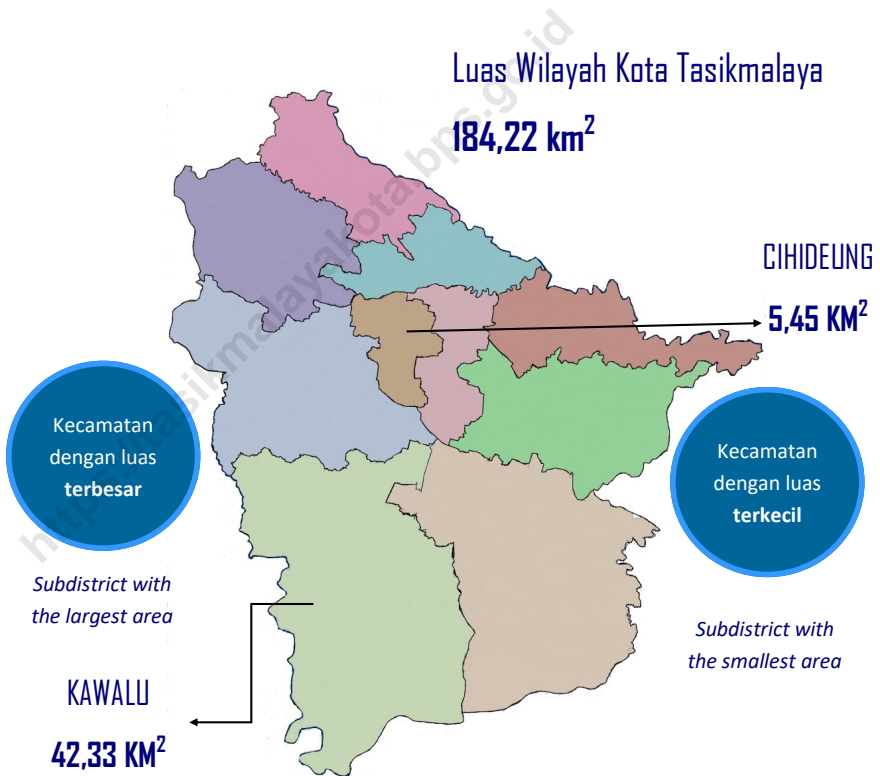 Luas Wilayah Kota Tasikmalaya
184,22 km²
CIHIDEUNG
5,45 KM²
Kecamatan
dengan luas
terbesar
Kecamatan
dengan luas
terkecil
Subdistrict with
the largest area
Subdistrict with
the smallest area
KAWALU
42,33 KM²
https://tasikmalayakota.bps.go.id